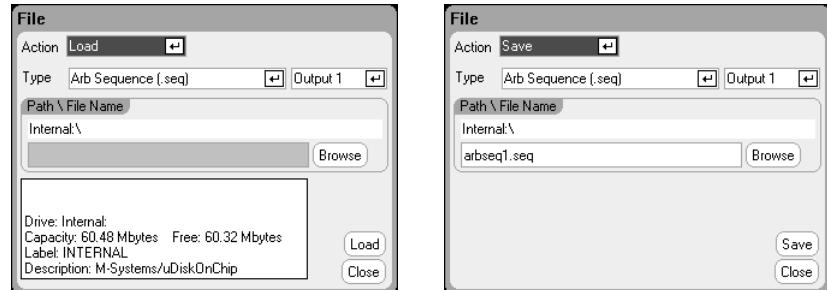 File
Action Load
Type Arb Sequence (.seq) Output 1
Path \ File Name
Internal:\
Browse
Drive: Internal:
Capacity: 60.48 Mbytes Free: 60.32 Mbytes
Label: INTERNAL
Description: M-Systems/uDiskOnChip
Load
Close
File
Action Save
Type Arb Sequence (.seq) Output 1
Path \ File Name
Internal:\
arbseq1.seq Browse
Save
Close